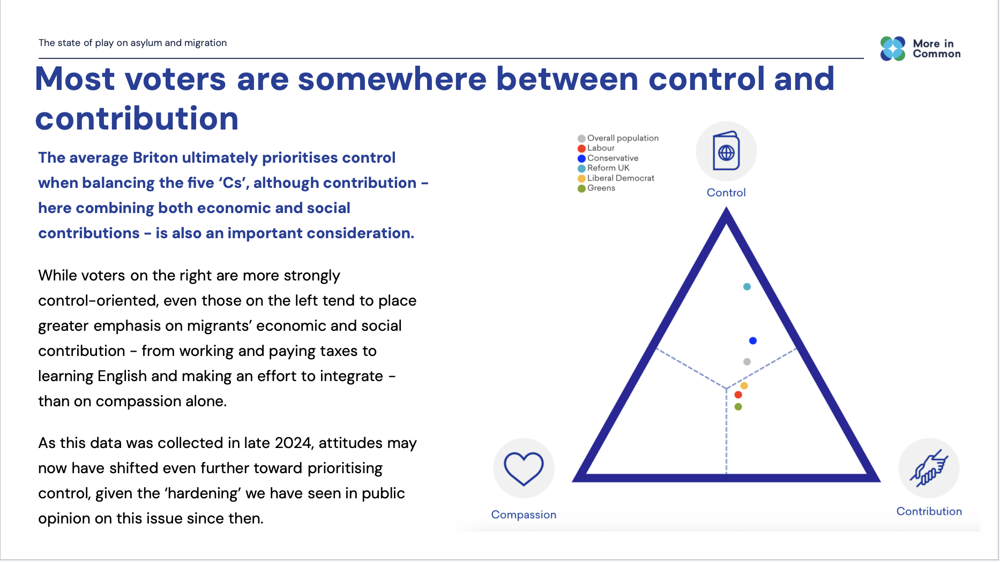 The state of play on asylum and migration
More in
Common
Most voters are somewhere between control and
contribution
The average Briton ultimately prioritises control
when balancing the five ‘Cs’, although contribution –
here combining both economic and social
contributions – is also an important consideration.
While voters on the right are more strongly
control-oriented, even those on the left tend to place
greater emphasis on migrants’ economic and social
contribution – from working and paying taxes to
learning English and making an effort to integrate –
than on compassion alone.
As this data was collected in late 2024, attitudes may
now have shifted even further toward prioritising
control, given the ‘hardening’ we have seen in public
opinion on this issue since then.
Overall population
Labour
Conservative
Reform UK
Liberal Democrat
Greens
Control
Compassion
Contribution